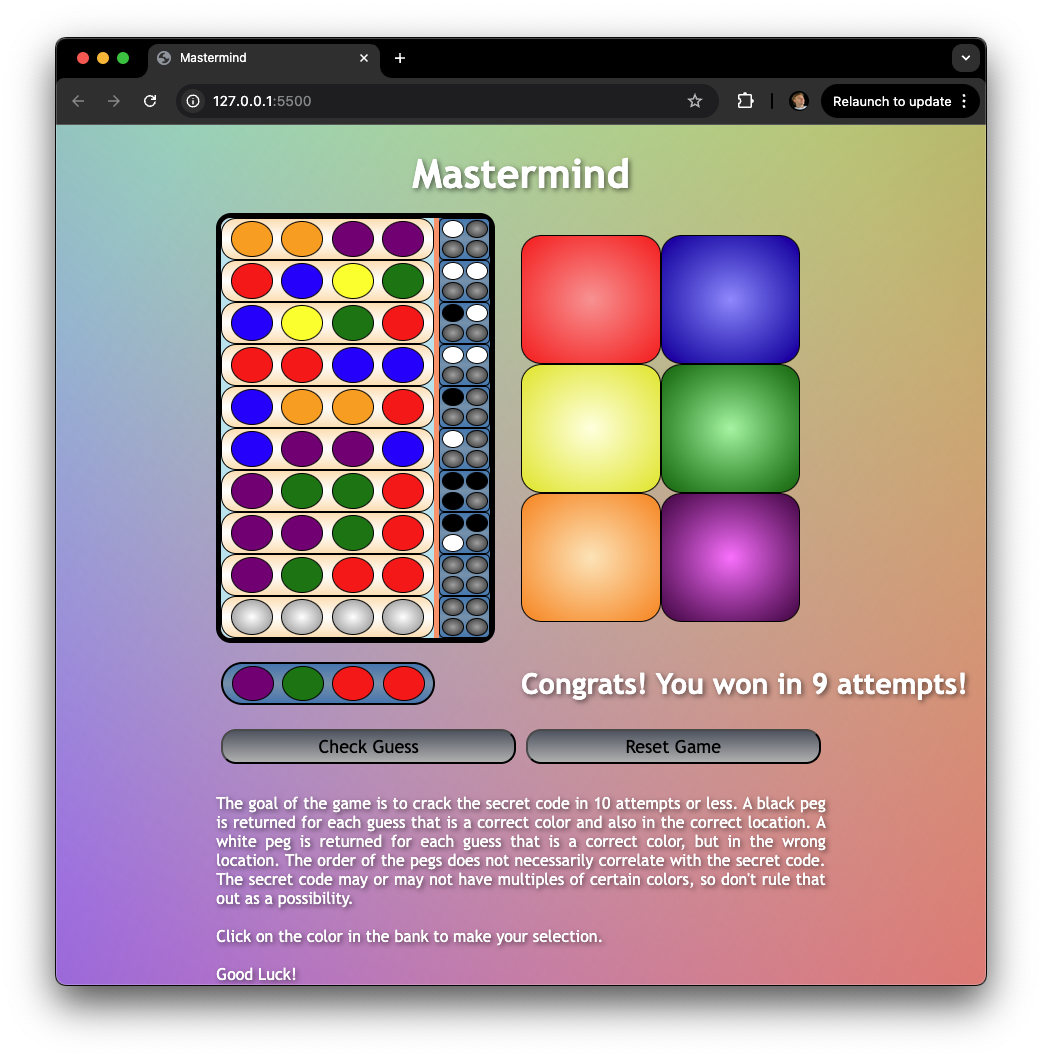 Mastermind
127.0.0.1:5500
Relaunch to update
Mastermind
Congrats! You won in 9 attempts!
Check Guess
Reset Game
The goal of the game is to crack the secret code in 10 attempts or less. A black peg
is returned for each guess that is a correct color and also in the correct location. A
white peg is returned for each guess that is a correct color, but in the wrong
location. The order of the pegs does not necessarily correlate with the secret code.
The secret code may or may not have multiples of certain colors, so don't rule that
out as a possibility.
Click on the color in the bank to make your selection.
Good Luck!